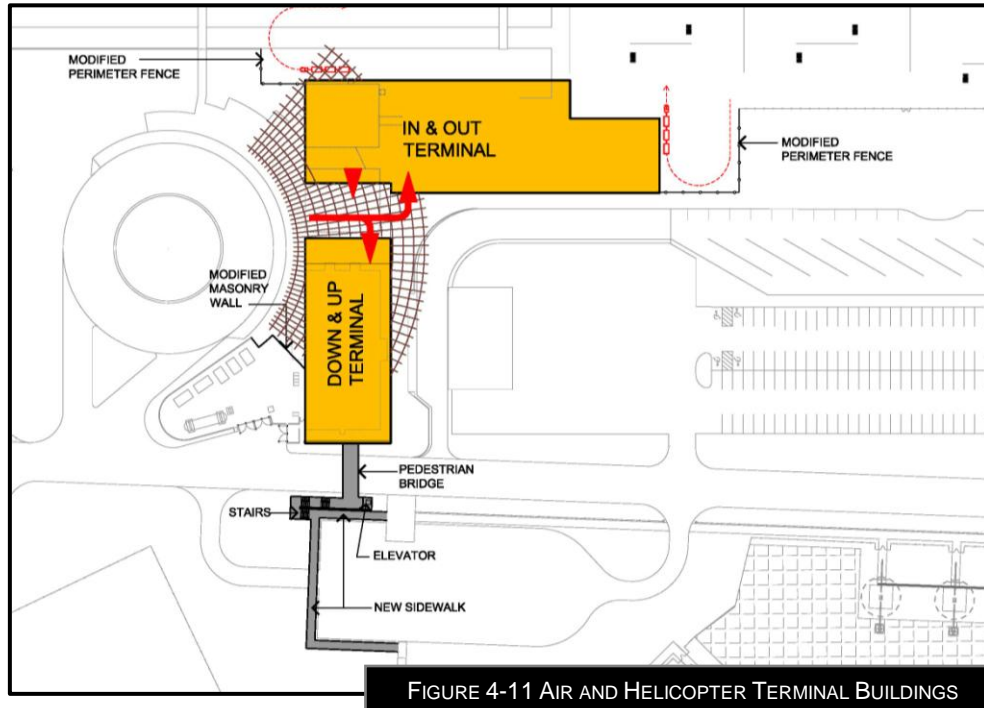 MODIFIED
PERIMETER FENCE
IN & OUT
TERMINAL
MODIFIED
PERIMETER FENCE
MODIFIED
MASONRY
WALL
DOWN & UP
TERMINAL
PEDESTRIAN
BRIDGE
STAIRS
ELEVATOR
NEW SIDEWALK
FIGURE 4-11 AIR AND HELICOPTER TERMINAL BUILDINGS